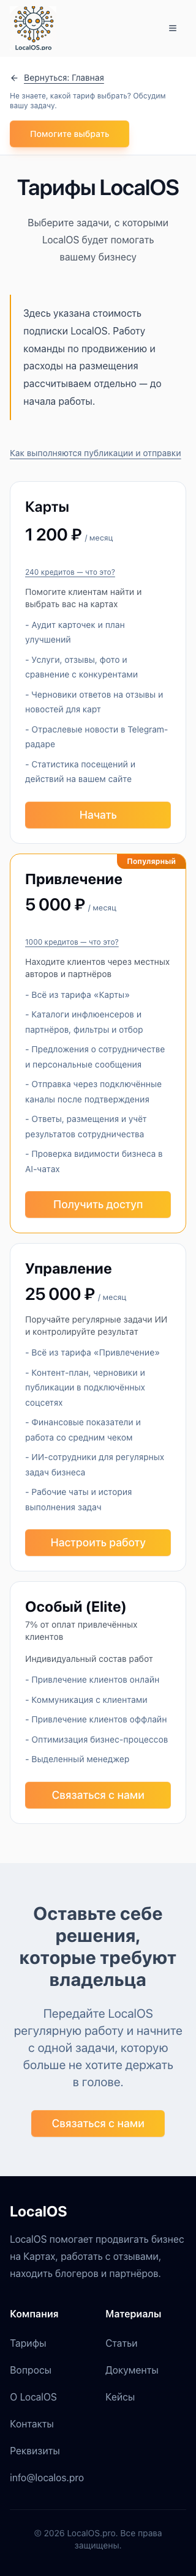 LocalOS.pro
← Вернуться: Главная
Не знаете, какой тариф выбрать? Обсудим
вашу задачу.
Помогите выбрать
Тарифы LocalOS
Выберите задачи, с которыми
LocalOS будет помогать
вашему бизнесу
Здесь указана стоимость
подписки LocalOS. Работу
команды по продвижению и
расходы на размещения
рассчитываем отдельно — до
начала работы.
Как выполняются публикации и отправки
Карты
1 200 ₽ / месяц
240 кредитов — что это?
Помогите клиентам найти и
выбрать вас на картах
- Аудит карточек и план
улучшений
- Услуги, отзывы, фото и
сравнение с конкурентами
- Черновики ответов на отзывы и
новостей для карт
- Отраслевые новости в Telegram-
радаре
- Статистика посещений и
действий на вашем сайте
Начать
Популярный
Привлечение
5 000 ₽ / месяц
1000 кредитов — что это?
Находите клиентов через местных
авторов и партнёров
- Всё из тарифа «Карты»
- Каталоги инфлюенсеров и
партнёров, фильтры и отбор
- Предложения о сотрудничестве
и персональные сообщения
- Отправка через подключённые
каналы после подтверждения
- Ответы, размещения и учёт
результатов сотрудничества
- Проверка видимости бизнеса в
AI-чатах
Получить доступ
Управление
25 000 ₽ / месяц
Поручайте регулярные задачи ИИ
и контролируйте результат
- Всё из тарифа «Привлечение»
- Контент-план, черновики и
публикации в подключённых
соцсетях
- Финансовые показатели и
работа со средним чеком
- ИИ-сотрудники для регулярных
задач бизнеса
- Рабочие чаты и история
выполнения задач
Настроить работу
Особый (Elite)
7% от оплат привлечённых
клиентов
Индивидуальный состав работ
- Привлечение клиентов онлайн
- Коммуникация с клиентами
- Привлечение клиентов оффлайн
- Оптимизация бизнес-процессов
- Выделенный менеджер
Связаться с нами
Оставьте себе
решения,
которые требуют
владельца
Передайте LocalOS
регулярную работу и начните
с одной задачи, которую
больше не хотите держать
в голове.
Связаться с нами
LocalOS
LocalOS помогает продвигать бизнес
на Картах, работать с отзывами,
находить блогеров и партнёров.
Компания
Тарифы
Вопросы
О LocalOS
Контакты
Реквизиты
info@localos.pro
Материалы
Статьи
Документы
Кейсы
© 2026 LocalOS.pro. Все права
защищены.